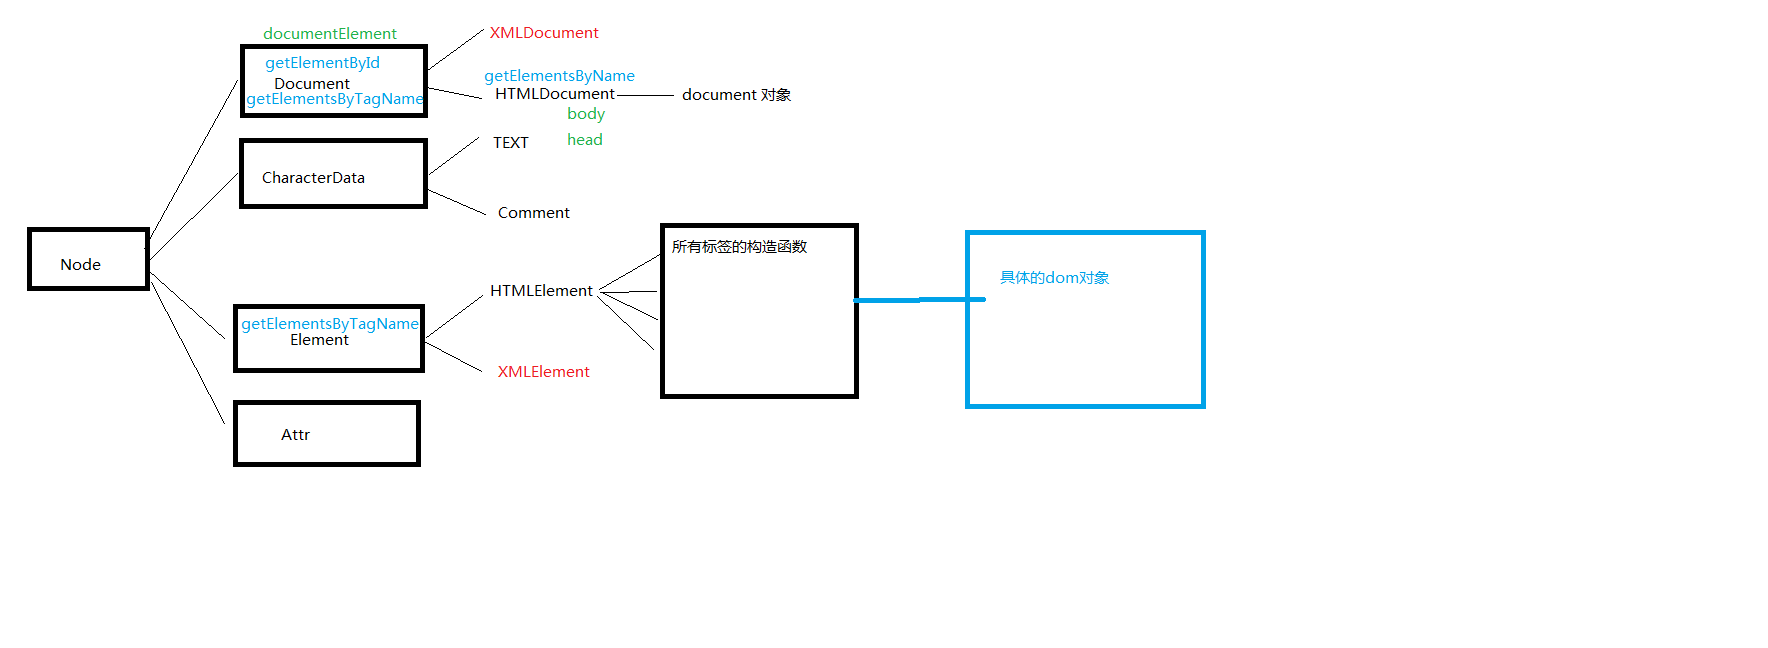 documentElement
XMLDocument
getElementById
getElementsByName
Document
HTMLDocument
document 对象
getElementsByTagName
body
TEXT
head
CharacterData
Comment
所有标签的构造函数
Node
具体的dom对象
HTMLElement
getElementsByTagName
Element
XMLElement
Attr